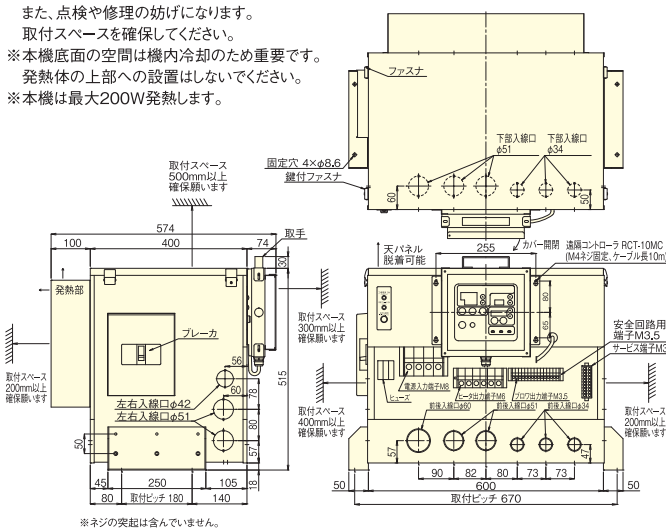 また、点検や修理の妨げになります。
取付スペースを確保してください。
※本機底面の空間は機内冷却のため重要です。
発熱体の上部への設置はしないでください。
※本機は最大200W発熱します。
ファスナ
下部入線口
φ51
下部入線口
φ34
固定穴 4×φ8.6
鍵付ファスナ
60
50
取付スペース
500mm以上
確保願います
574
100
400
74
取手
30
発熱部
ブレーカ
56
60
左右入線口φ42
左右入線口φ51
78
80
57
18
515
50
45
250
105
80
取付ピッチ 180
140
取付スペース
200mm以上
確保願います
取付スペース
300mm以上
確保願います
天パネル
脱着可能
255
カバー開閉
遠隔コントローラ RCT-10MC
(M4ネジ固定、ケーブル長10m)
80
65
安全回路用
端子M3.5
サービス端子M3
ヒューズ
電源入力端子M8
ヒータ出力端子M6
ブロワ出力端子M3.5
前後入線口φ60
前後入線口φ51
前後入線口φ34
取付スペース
400mm以上
確保願います
取付スペース
200mm以上
確保願います
57
47
90
82
80
73
73
50
600
50
取付ピッチ 670
※ネジの突起は含んでいません。